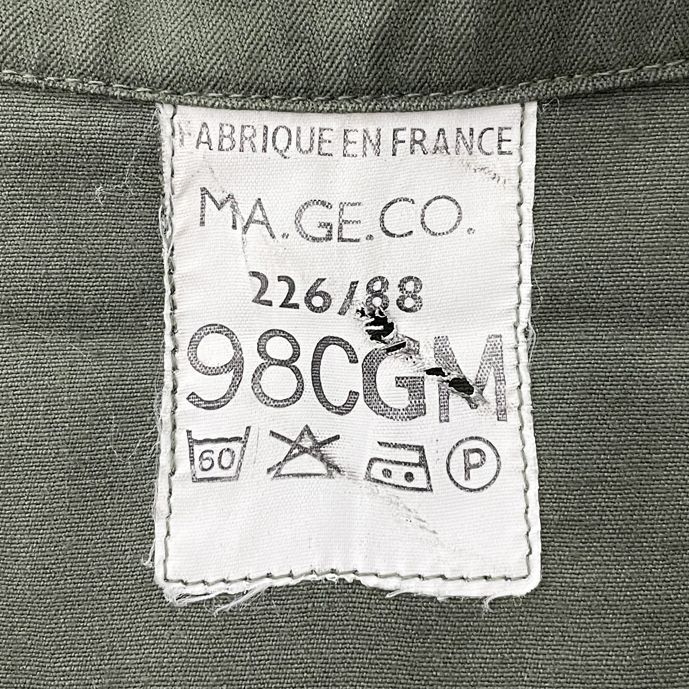 FABRIQUE EN FRANCE
MA.GE.CO.
226/88
98CGM
60 P